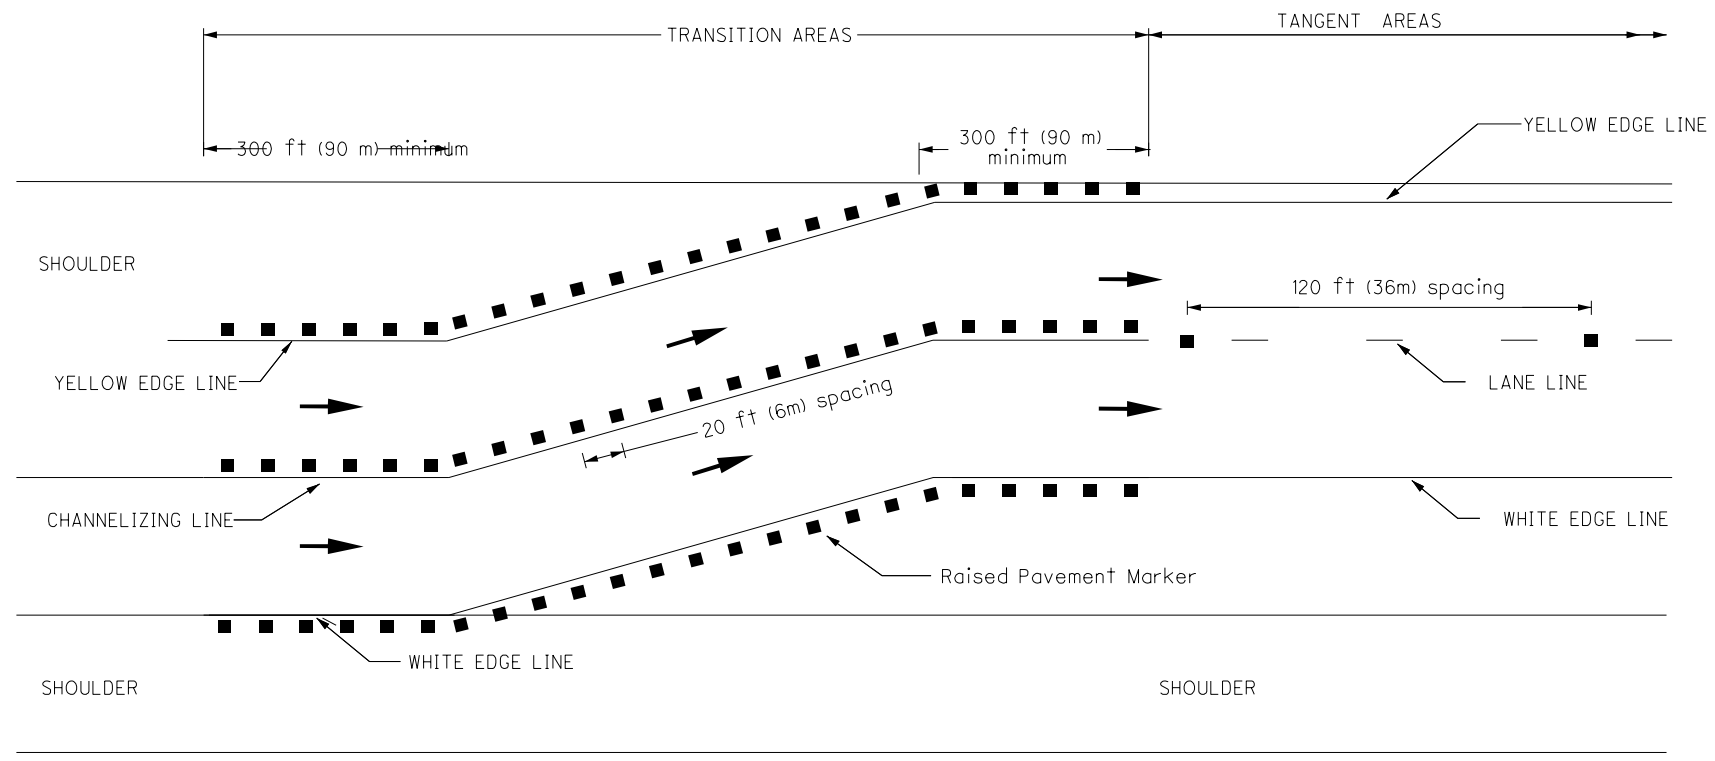 TANGENT AREAS
TRANSITION AREAS
YELLOW EDGE LINE
300 ft (90 m) minimum
300 ft (90 m)
minimum
SHOULDER
120 ft (36m) spacing
YELLOW EDGE LINE
LANE LINE
20 ft (6m) spacing
CHANNELIZING LINE
WHITE EDGE LINE
Raised Pavement Marker
WHITE EDGE LINE
SHOULDER
SHOULDER